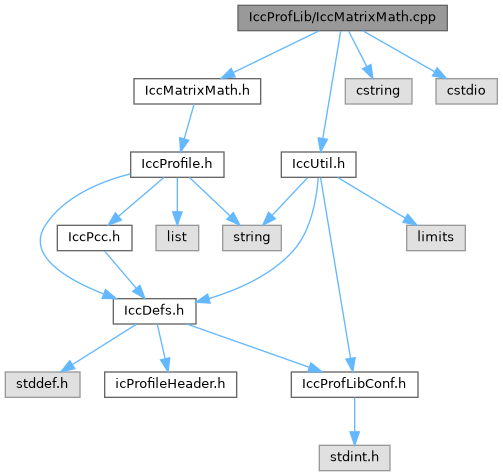 IccProfLib/IccMatrixMath.cpp
IccMatrixMath.h
cstring
cstdio
IccProfile.h
IccUtil.h
IccPcc.h
list
string
limits
IccDefs.h
stddef.h
icProfileHeader.h
IccProfLibConf.h
stdint.h